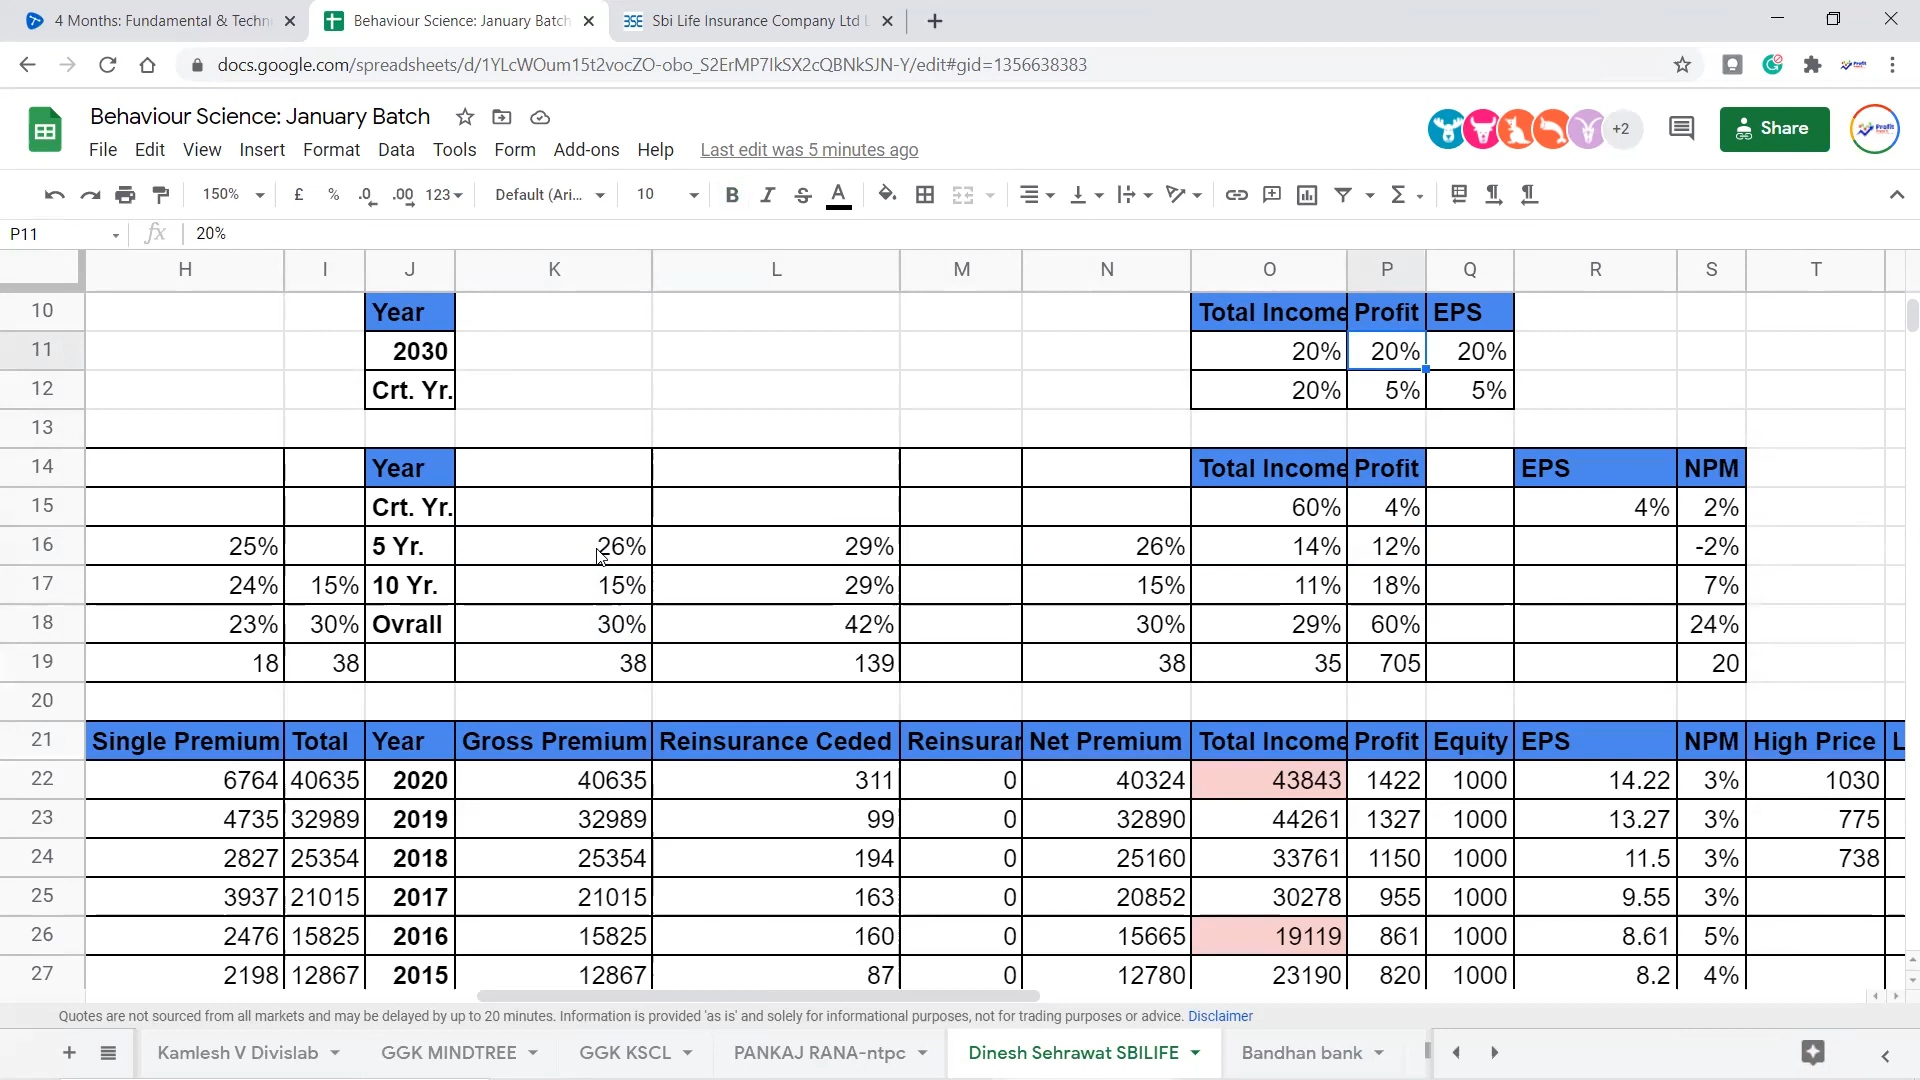 4 Months: Fundamental & Techn
Behaviour Science: January Batch
BSE Sbi Life Insurance Company Ltd L
docs.google.com/spreadsheets/d/1YLcWOum15t2vocZO-obo_S2ErMP7IkSX2cQBNkSJN-Y/edit#gid=1356638383
Behaviour Science: January Batch
+2
Share
File Edit View Insert Format Data Tools Form Add-ons Help Last edit was 5 minutes ago
150% £ % .0 .00 123 Default (Ari... 10 B I S A
P11 fx 20%
H I J K L M N O P Q R S T
10 Year Total Income Profit EPS
11 2030 20% 20% 20%
12 Crt. Yr. 20% 5% 5%
13
14 Year Total Income Profit EPS NPM
15 Crt. Yr. 60% 4% 4% 2%
16 25% 5 Yr. 26% 29% 26% 14% 12% -2%
17 24% 15% 10 Yr. 15% 29% 15% 11% 18% 7%
18 23% 30% Ovrall 30% 42% 30% 29% 60% 24%
19 18 38 38 139 38 35 705 20
20
21 Single Premium Total Year Gross Premium Reinsurance Ceded Reinsurar Net Premium Total Income Profit Equity EPS NPM High Price L
22 6764 40635 2020 40635 311 0 40324 43843 1422 1000 14.22 3% 1030
23 4735 32989 2019 32989 99 0 32890 44261 1327 1000 13.27 3% 775
24 2827 25354 2018 25354 194 0 25160 33761 1150 1000 11.5 3% 738
25 3937 21015 2017 21015 163 0 20852 30278 955 1000 9.55 3%
26 2476 15825 2016 15825 160 0 15665 19119 861 1000 8.61 5%
27 2198 12867 2015 12867 87 0 12780 23190 820 1000 8.2 4%
Quotes are not sourced from all markets and may be delayed by up to 20 minutes. Information is provided 'as is' and solely for informational purposes, not for trading purposes or advice. Disclaimer
Kamlesh V Divislab GGK MINDTREE GGK KSCL PANKAJ RANA-ntpc Dinesh Sehrawat SBILIFE Bandhan bank